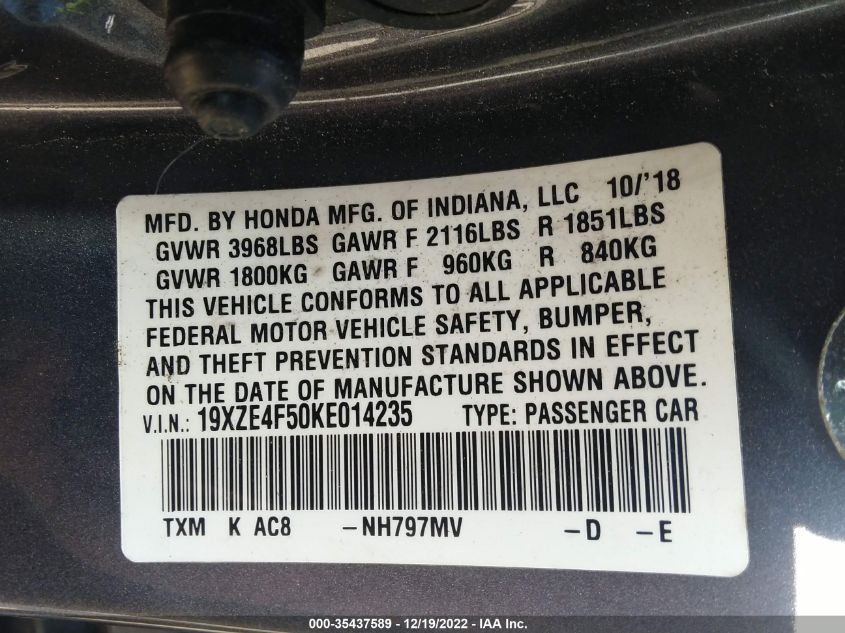 MFD. BY HONDA MFG. OF INDIANA, LLC 10/'18
GVWR 3968LBS GAWR F 2116LBS R 1851LBS
GVWR 1800KG GAWR F 960KG R 840KG
THIS VEHICLE CONFORMS TO ALL APPLICABLE
FEDERAL MOTOR VEHICLE SAFETY, BUMPER,
AND THEFT PREVENTION STANDARDS IN EFFECT
ON THE DATE OF MANUFACTURE SHOWN ABOVE.
V.I.N.: 19XZE4F50KE014235 TYPE: PASSENGER CAR
TXM K AC8 -NH797MV -D -E
000-35437589 - 12/19/2022 - IAA Inc.